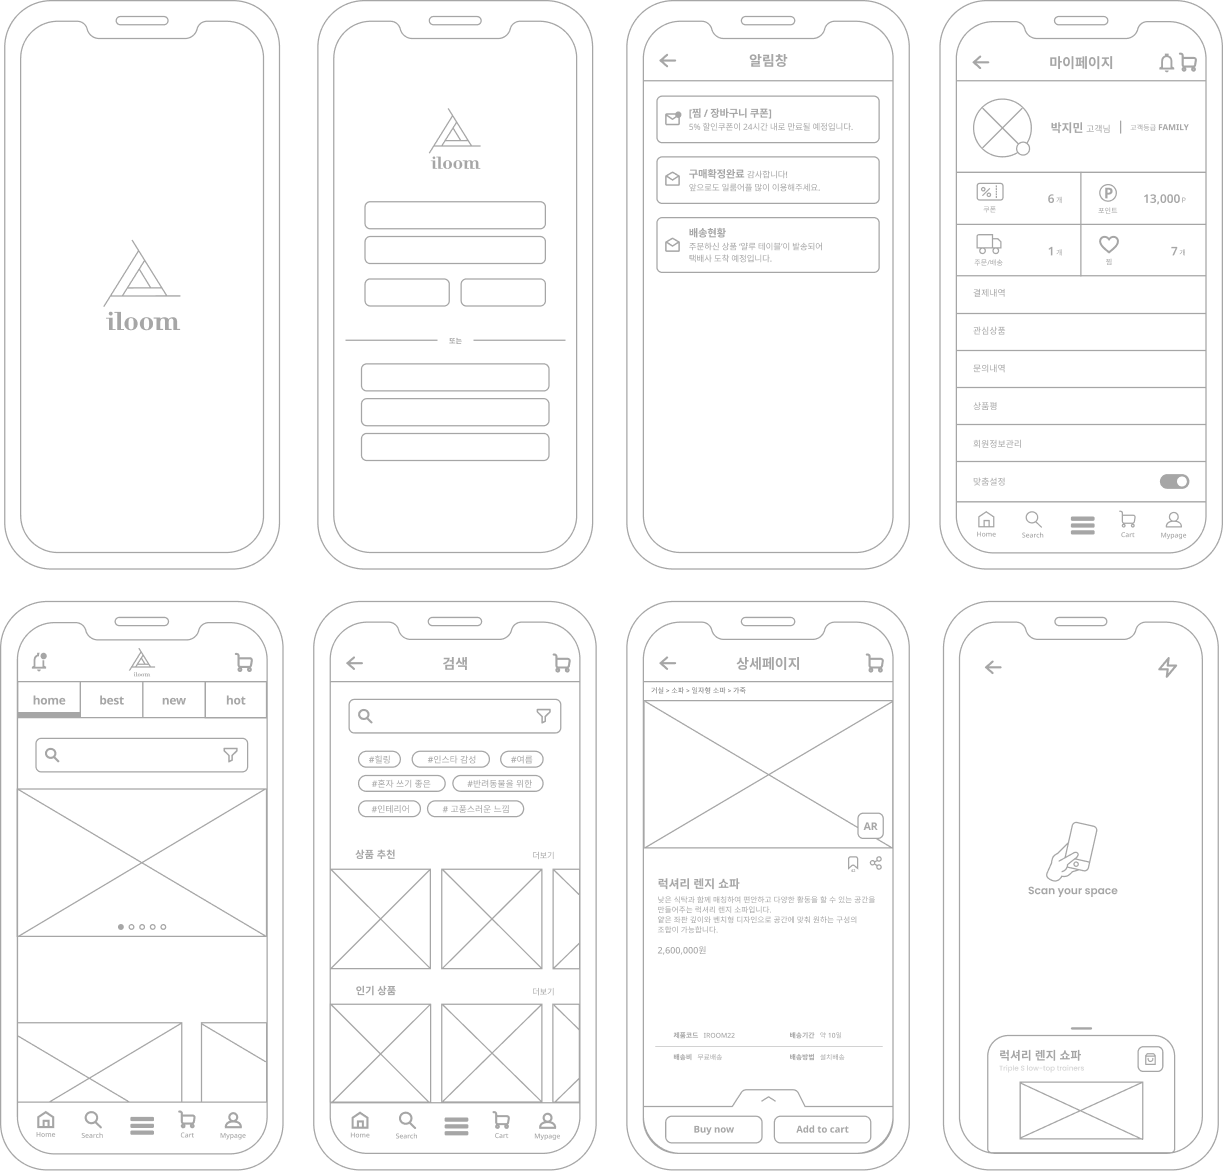 iloom
iloom
또는
알림창
[찜 / 장바구니 쿠폰]
5% 할인쿠폰이 24시간 내로 만료될 예정입니다.
구매확정완료 감사합니다!
앞으로도 일룸어플 많이 이용해주세요.
배송현황
주문하신 상품 '얄루 테이블'이 발송되어
택배사 도착 예정입니다.
마이페이지
박지민 고객님
고객등급 FAMILY
쿠폰
6 개
포인트
13,000 P
주문/배송
1 개
찜
7 개
결제내역
관심상품
문의내역
상품평
회원정보관리
맞춤설정
Home Search Cart Mypage
iloom
home best new hot
Home Search Cart Mypage
검색
#힐링 #인스타 감성 #여름
#혼자 쓰기 좋은 #반려동물을 위한
#인테리어 # 고풍스러운 느낌
상품 추천 더보기
인기 상품 더보기
Home Search Cart Mypage
상세페이지
거실 > 소파 > 일자형 소파 > 가죽
AR
럭셔리 렌지 쇼파
낮은 식탁과 함께 매칭하여 편안하고 다양한 활동을 할 수 있는 공간을
만들어주는 럭셔리 렌지 소파입니다.
얕은 좌판 깊이와 벤치형 디자인으로 공간에 맞춰 원하는 구성의
조합이 가능합니다.
2,600,000원
제품코드 IROOM22 배송기간 약 10일
배송비 무료배송 배송방법 설치배송
Buy now Add to cart
Scan your space
럭셔리 렌지 쇼파
Triple S low-top trainers